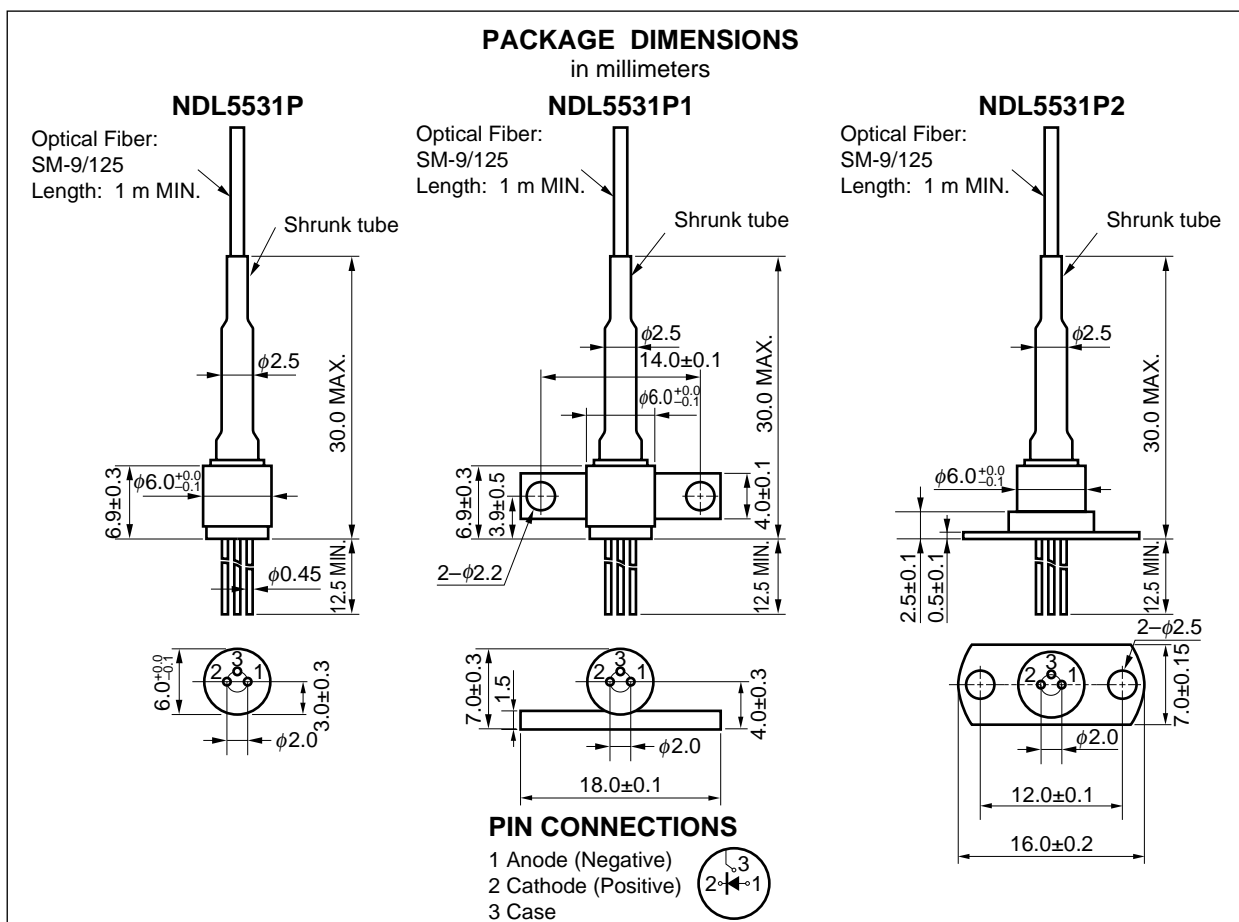 PACKAGE DIMENSIONS
in millimeters
NDL5531P
Optical Fiber:
SM-9/125
Length: 1 m MIN.
Shrunk tube
φ2.5
30.0 MAX.
6.9±0.3
φ6.0 +0.0 −0.1
12.5 MIN.
φ0.45
6.0 +0.0 −0.1
2 3 1
3.0±0.3
φ2.0
NDL5531P1
Optical Fiber:
SM-9/125
Length: 1 m MIN.
Shrunk tube
φ2.5
14.0±0.1
φ6.0 +0.0 −0.1
30.0 MAX.
6.9±0.3
3.9±0.5
4.0±0.1
2−φ2.2
12.5 MIN.
7.0±0.3
1.5
2 3 1
4.0±0.3
φ2.0
18.0±0.1
NDL5531P2
Optical Fiber:
SM-9/125
Length: 1 m MIN.
Shrunk tube
φ2.5
30.0 MAX.
φ6.0 +0.0 −0.1
2.5±0.1
0.5±0.1
12.5 MIN.
2−φ2.5
2 3 1
7.0±0.15
φ2.0
12.0±0.1
16.0±0.2
PIN CONNECTIONS
1 Anode (Negative)
2 Cathode (Positive)
3 Case
3
2 1